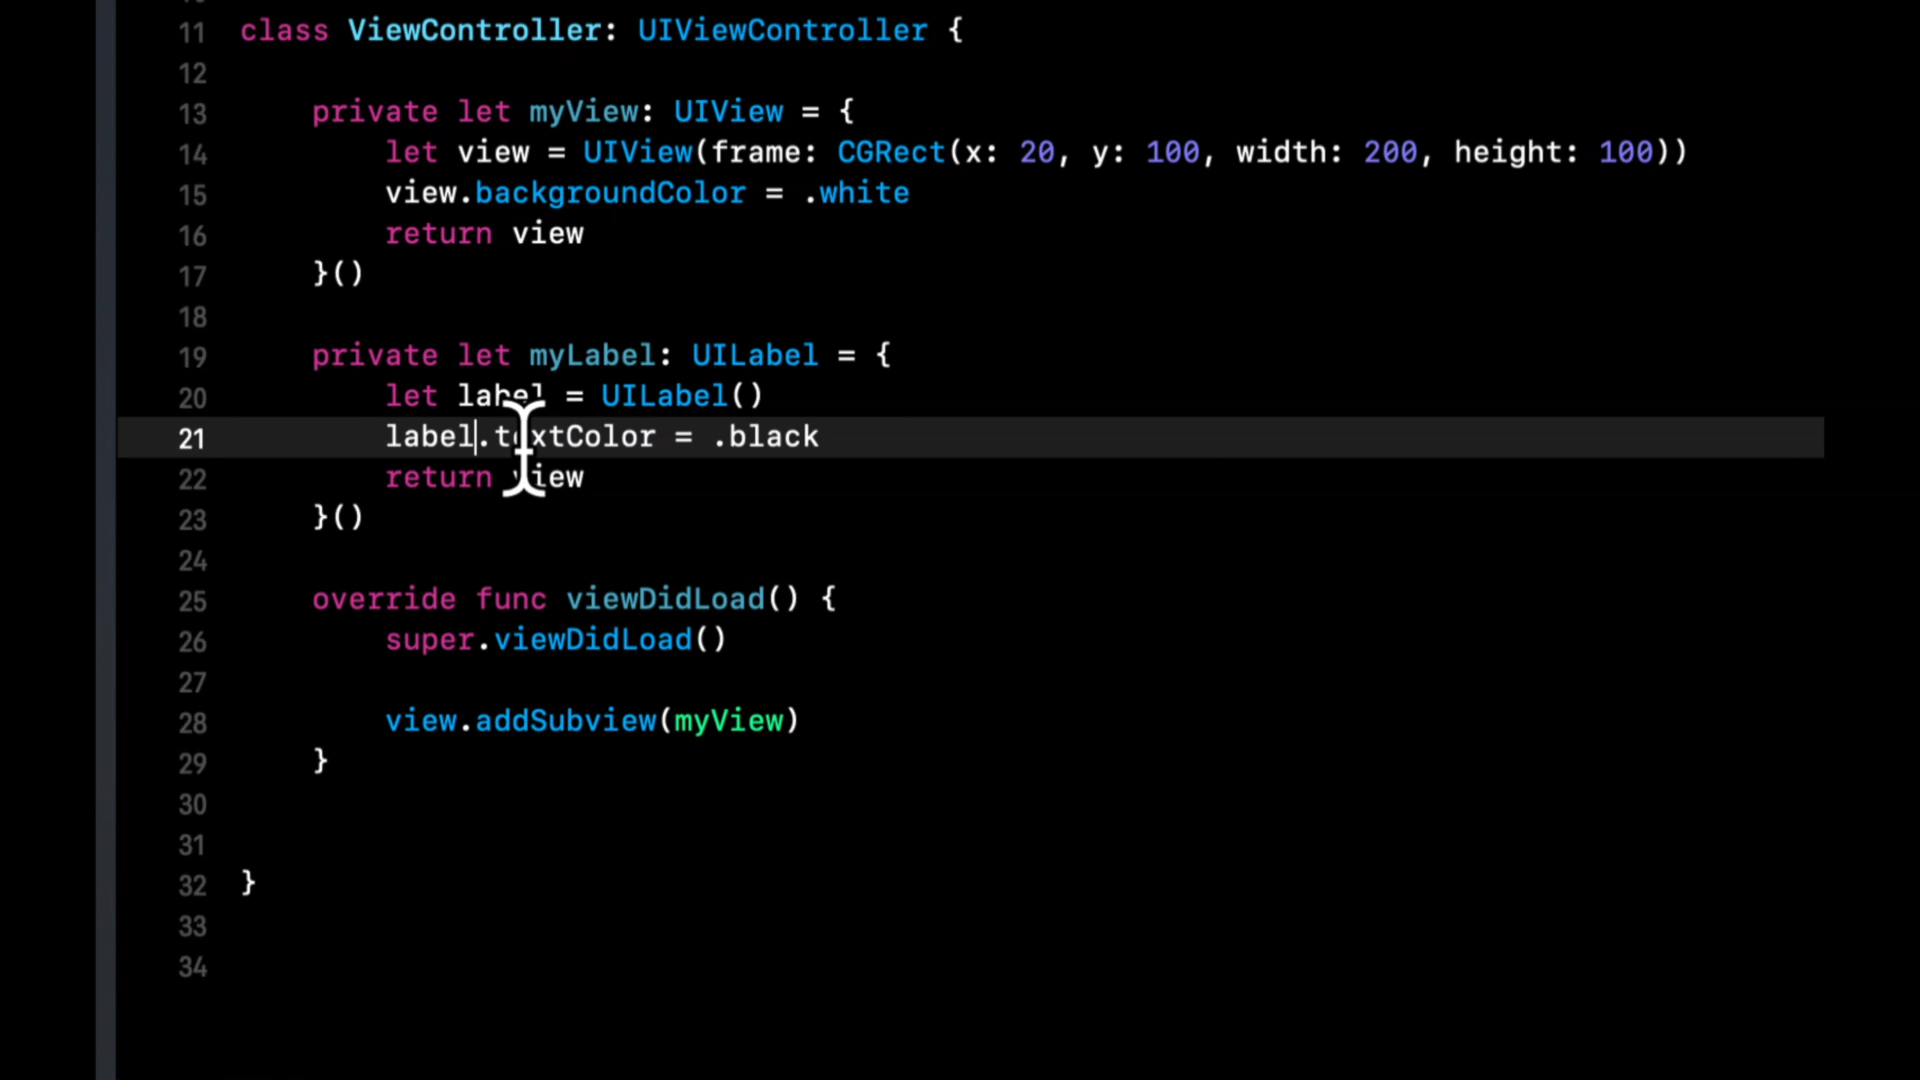 11 class ViewController: UIViewController {
12
13 private let myView: UIView = {
14 let view = UIView(frame: CGRect(x: 20, y: 100, width: 200, height: 100))
15 view.backgroundColor = .white
16 return view
17 }()
18
19 private let myLabel: UILabel = {
20 let label = UILabel()
21 label.textColor = .black
22 return view
23 }()
24
25 override func viewDidLoad() {
26 super.viewDidLoad()
27
28 view.addSubview(myView)
29 }
30
31
32 }
33
34